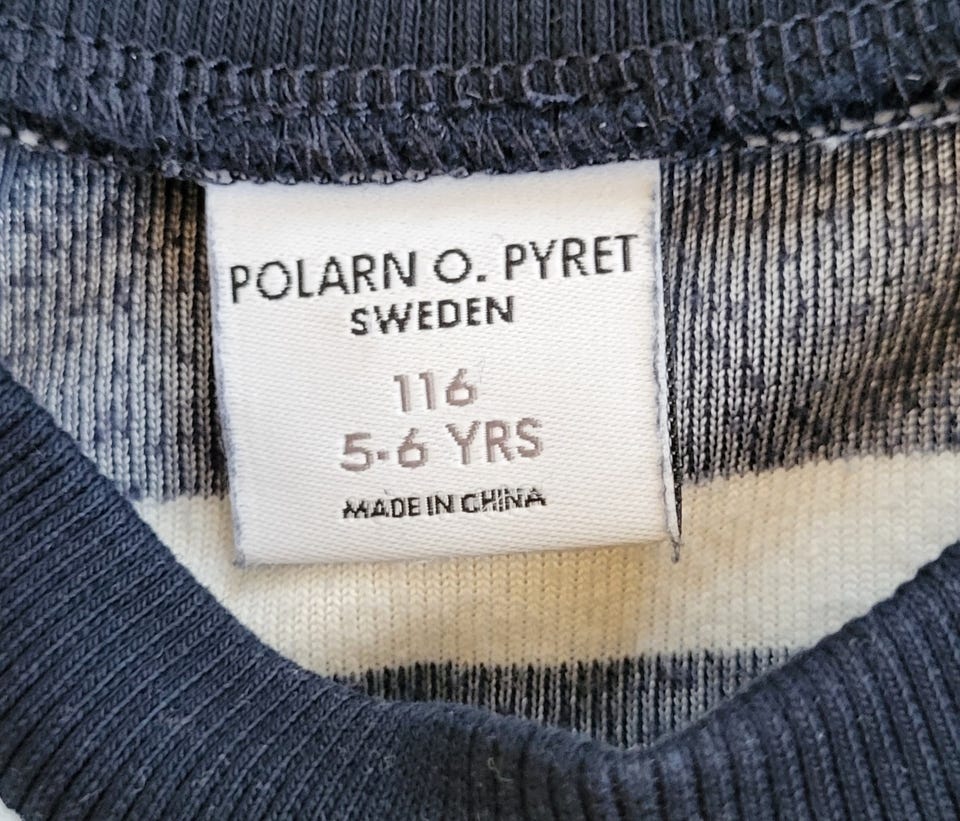 POLARN O. PYRET
SWEDEN
116
5-6 YRS
MADE IN CHINA